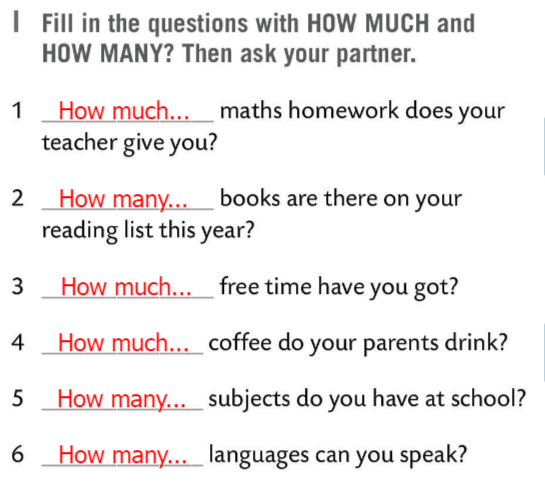 I Fill in the questions with HOW MUCH and
HOW MANY? Then ask your partner.
1 How much... maths homework does your
teacher give you?
2 How many... books are there on your
reading list this year?
3 How much... free time have you got?
4 How much... coffee do your parents drink?
5 How many... subjects do you have at school?
6 How many... languages can you speak?